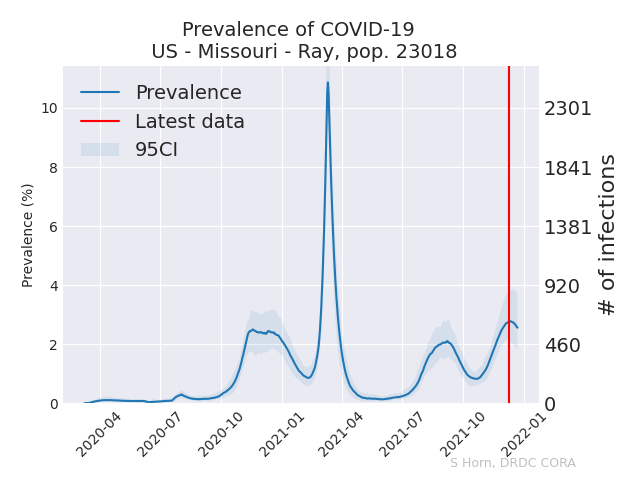 Prevalence of COVID-19
US - Missouri - Ray, pop. 23018
Prevalence
Latest data
95CI
Prevalence (%)
10
8
6
4
2
0
2301
1841
1381
920
460
0
# of infections
2020-04
2020-07
2020-10
2021-01
2021-04
2021-07
2021-10
2022-01
S Horn, DRDC CORA